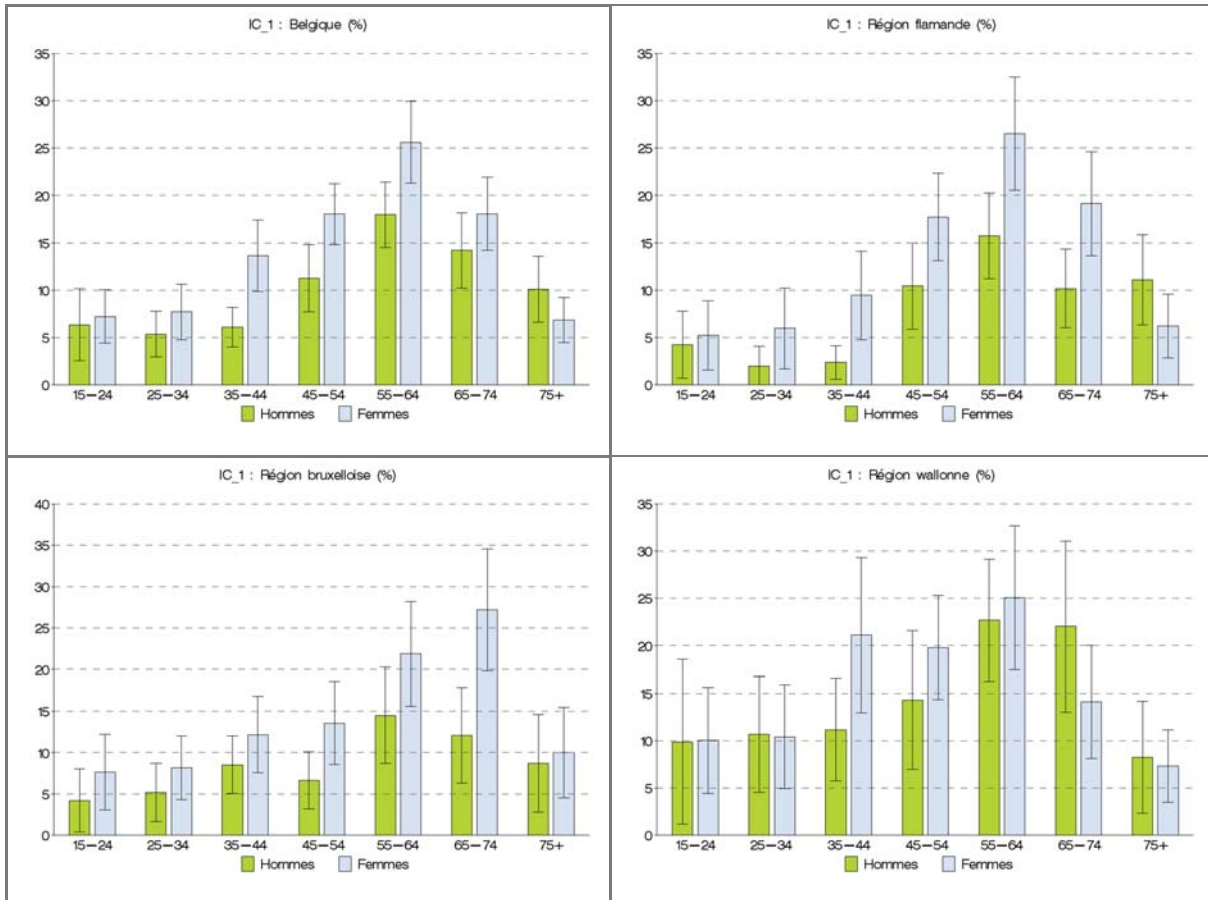 IC_1 : Belgique (%)
35
30
25
20
15
10
5
0
15-24 25-34 35-44 45-54 55-64 65-74 75+
Hommes Femmes
IC_1 : Région flamande (%)
35
30
25
20
15
10
5
0
15-24 25-34 35-44 45-54 55-64 65-74 75+
Hommes Femmes
IC_1 : Région bruxelloise (%)
40
35
30
25
20
15
10
5
0
15-24 25-34 35-44 45-54 55-64 65-74 75+
Hommes Femmes
IC_1 : Région wallonne (%)
35
30
25
20
15
10
5
0
15-24 25-34 35-44 45-54 55-64 65-74 75+
Hommes Femmes